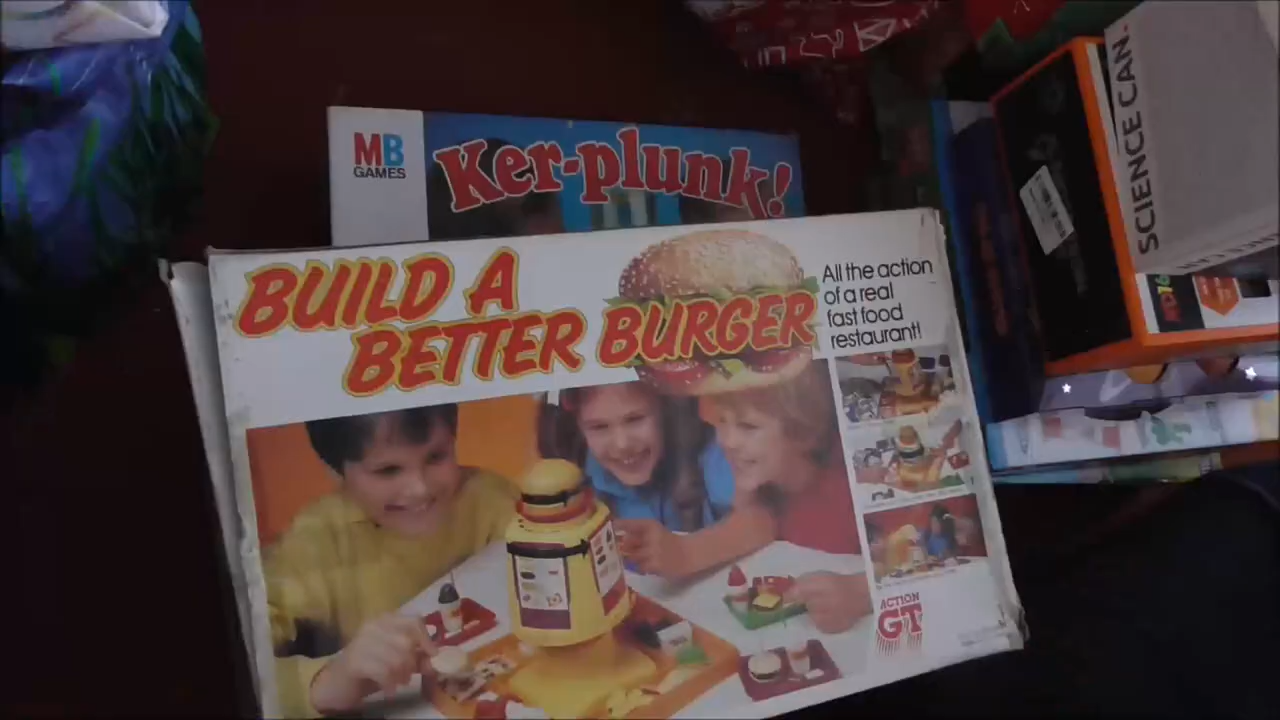 MB
GAMES
Ker-plunk!
BUILD A
BETTER BURGER
All the action
of a real
fast food
restaurant!
ACTION
GT
SCIENCE CAN.